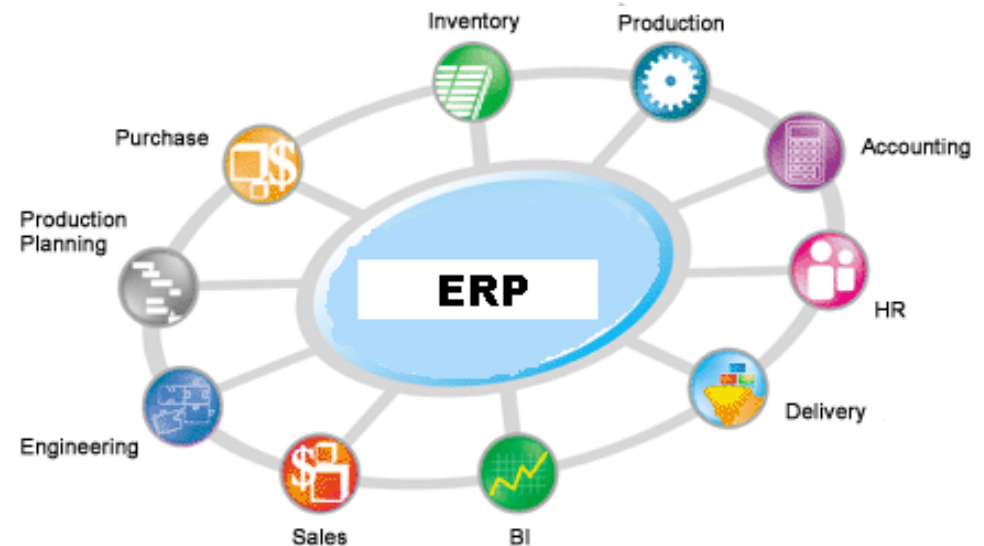 Inventory
Production
Purchase
Accounting
Production
Planning
ERP
HR
Delivery
Engineering
Sales
BI
$
$